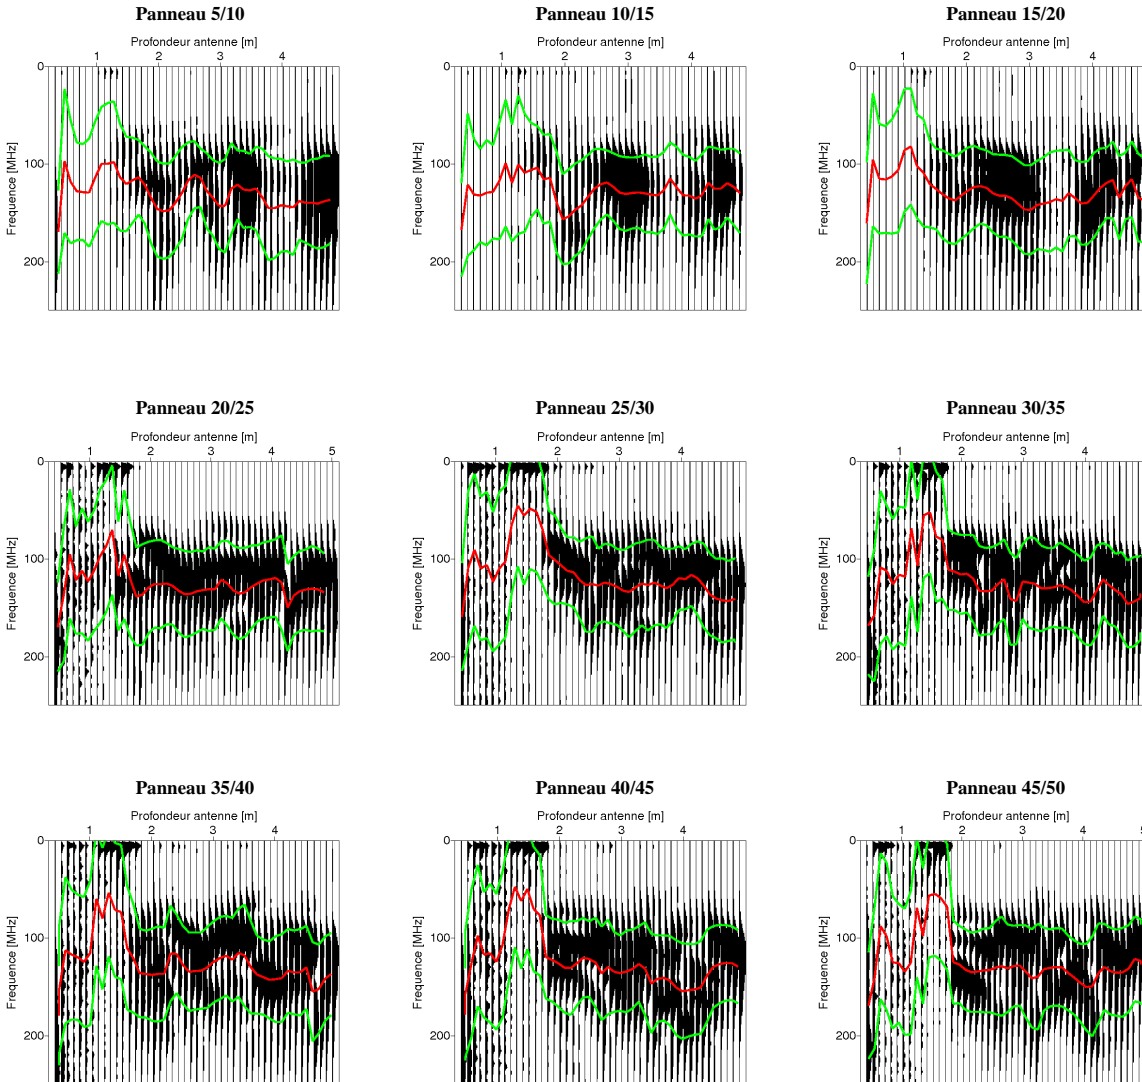 Panneau 5/10
Profondeur antenne [m]
1 2 3 4
0
100
200
Frequence [MHz]
Panneau 10/15
Profondeur antenne [m]
1 2 3 4
0
100
200
Frequence [MHz]
Panneau 15/20
Profondeur antenne [m]
1 2 3 4
0
100
200
Frequence [MHz]
Panneau 20/25
Profondeur antenne [m]
1 2 3 4 5
0
100
200
Frequence [MHz]
Panneau 25/30
Profondeur antenne [m]
1 2 3 4
0
100
200
Frequence [MHz]
Panneau 30/35
Profondeur antenne [m]
1 2 3 4
0
100
200
Frequence [MHz]
Panneau 35/40
Profondeur antenne [m]
1 2 3 4
0
100
200
Frequence [MHz]
Panneau 40/45
Profondeur antenne [m]
1 2 3 4
0
100
200
Frequence [MHz]
Panneau 45/50
Profondeur antenne [m]
1 2 3 4 5
0
100
200
Frequence [MHz]